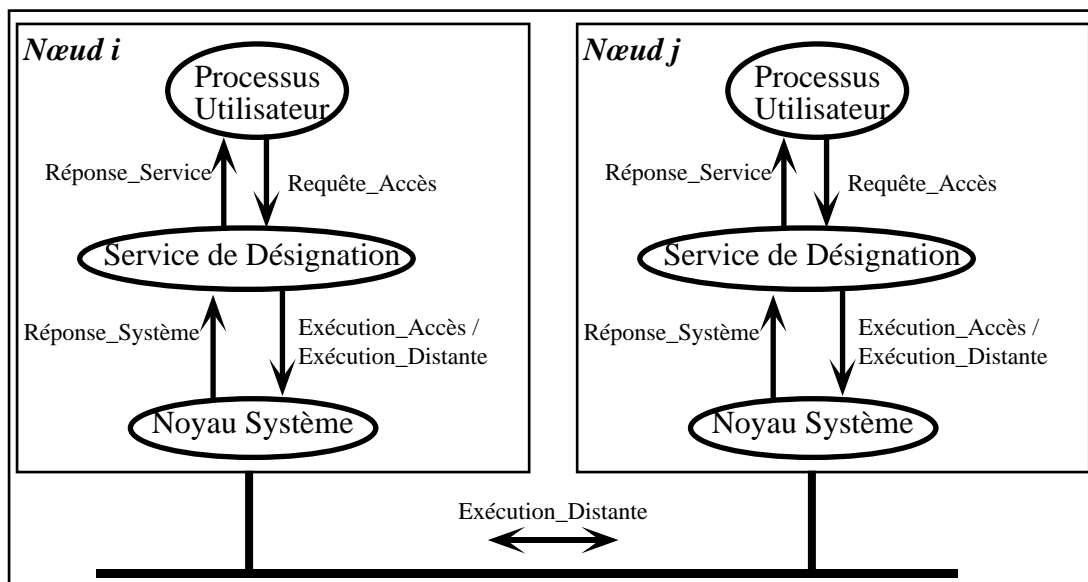 Nœud i
Processus
Utilisateur
Réponse_Service
Requête_Accès
Service de Désignation
Réponse_Système
Exécution_Accès /
Exécution_Distante
Noyau Système
Nœud j
Processus
Utilisateur
Réponse_Service
Requête_Accès
Service de Désignation
Réponse_Système
Exécution_Accès /
Exécution_Distante
Noyau Système
Exécution_Distante